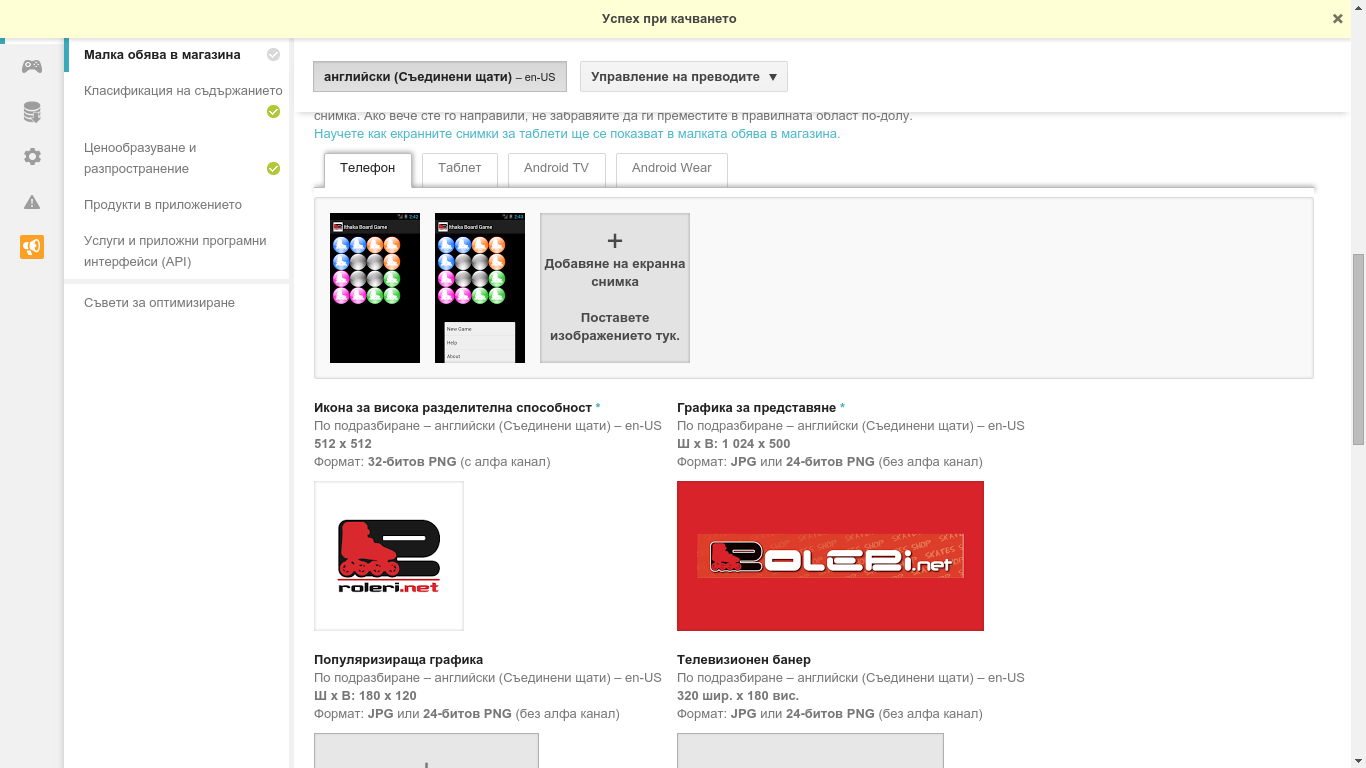 Успех при качването
Малка обява в магазина
Класификация на съдържанието
Ценообразуване и
разпространение
Продукти в приложението
Услуги и приложни програмни
интерфейси (API)
Съвети за оптимизиране
английски (Съединени щати) – en-US
Управление на преводите
снимка. Ако вече сте го направили, не забравяйте да ги преместите в правилната област по-долу.
Научете как екранните снимки за таблети ще се показват в малката обява в магазина.
Телефон
Таблет
Android TV
Android Wear
2:42
Ithaka Board Game
2:43
Ithaka Board Game
New Game
Help
About
+
Добавяне на екранна
снимка
Поставете
изображението тук.
Икона за висока разделителна способност *
По подразбиране – английски (Съединени щати) – en-US
512 x 512
Формат: 32-битов PNG (с алфа канал)
roleri.net
Графика за представяне *
По подразбиране – английски (Съединени щати) – en-US
Ш x В: 1 024 x 500
Формат: JPG или 24-битов PNG (без алфа канал)
ROLERi.net
Популяризираща графика
По подразбиране – английски (Съединени щати) – en-US
Ш x В: 180 x 120
Формат: JPG или 24-битов PNG (без алфа канал)
Телевизионен банер
По подразбиране – английски (Съединени щати) – en-US
320 шир. x 180 вис.
Формат: JPG или 24-битов PNG (без алфа канал)